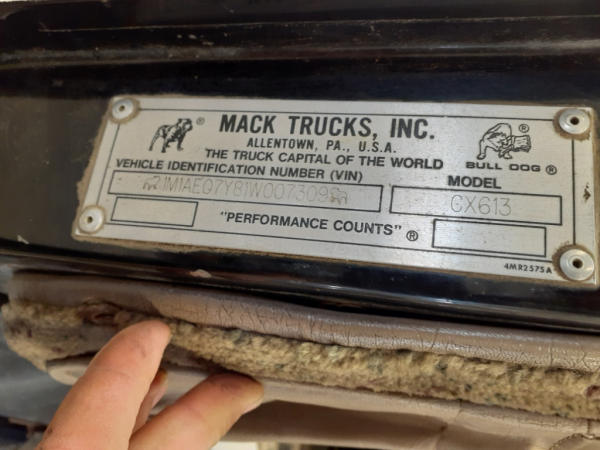 MACK TRUCKS, INC.
ALLENTOWN, PA., U.S.A.
THE TRUCK CAPITAL OF THE WORLD
BULL DOG ®
VEHICLE IDENTIFICATION NUMBER (VIN)
MODEL
1M1AE07Y81W007309
CX613
"PERFORMANCE COUNTS" ®
4MR2575A